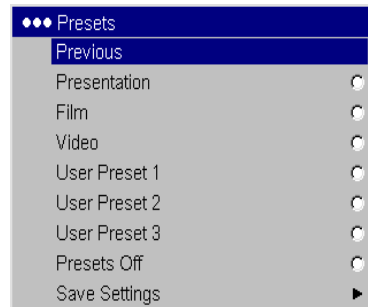 Presets
Previous
Presentation
Film
Video
User Preset 1
User Preset 2
User Preset 3
Presets Off
Save Settings